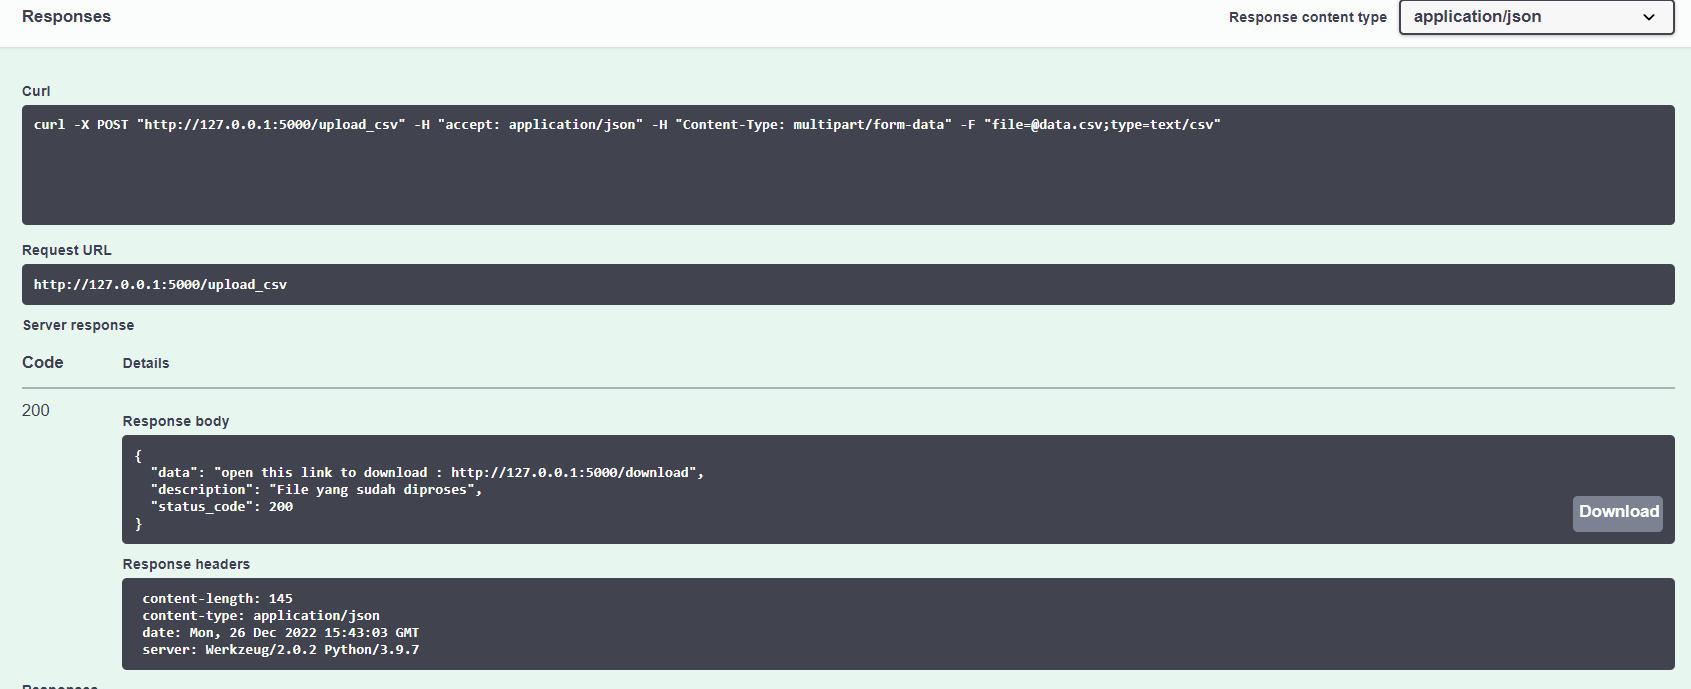 Responses
Response content type
application/json
Curl
curl -X POST "http://127.0.0.1:5000/upload_csv" -H "accept: application/json" -H "Content-Type: multipart/form-data" -F "file=@data.csv;type=text/csv"
Request URL
http://127.0.0.1:5000/upload_csv
Server response
Code
Details
200
Response body
{
"data": "open this link to download : http://127.0.0.1:5000/download",
"description": "File yang sudah diproses",
"status_code": 200
}
Download
Response headers
content-length: 145
content-type: application/json
date: Mon, 26 Dec 2022 15:43:03 GMT
server: Werkzeug/2.0.2 Python/3.9.7
Responses